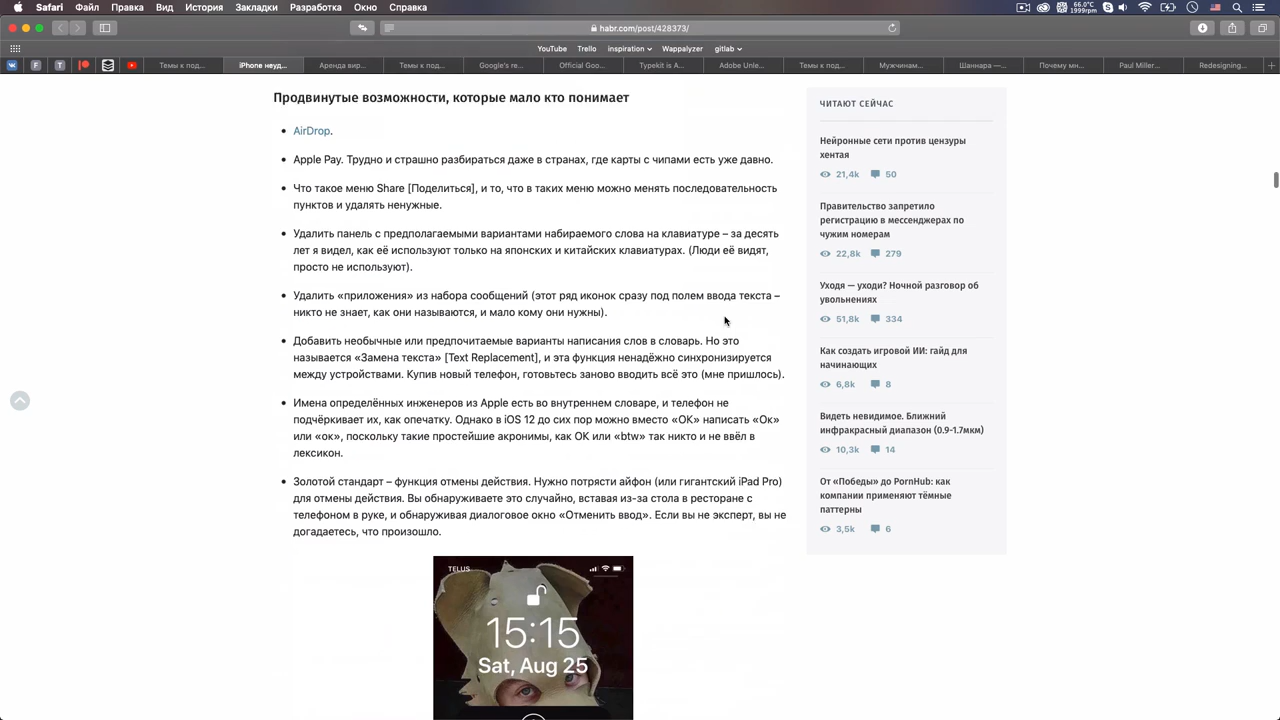 Safari Файл Правка Вид История Закладки Разработка Окно Справка
66.0°C
3999rpm
habr.com/post/428373/
YouTube Trello inspiration Wappalyzer gitlab
Темы к под... iPhone неуд... Аренда вир... Темы к под... Google's re... Official Goo... Typekit is A... Adobe Unle... Темы к под... Мужчинам... Шаннара —... Почему мн... Paul Miller... Redesigning...
Продвинутые возможности, которые мало кто понимает
AirDrop.
Apple Pay. Трудно и страшно разбираться даже в странах, где карты с чипами есть уже давно.
Что такое меню Share [Поделиться], и то, что в таких меню можно менять последовательность
пунктов и удалять ненужные.
Удалить панель с предполагаемыми вариантами набираемого слова на клавиатуре – за десять
лет я видел, как её используют только на японских и китайских клавиатурах. (Люди её видят,
просто не используют).
Удалить «приложения» из набора сообщений (этот ряд иконок сразу под полем ввода текста –
никто не знает, как они называются, и мало кому они нужны).
Добавить необычные или предпочитаемые варианты написания слов в словарь. Но это
называется «Замена текста» [Text Replacement], и эта функция ненадёжно синхронизируется
между устройствами. Купив новый телефон, готовьтесь заново вводить всё это (мне пришлось).
Имена определённых инженеров из Apple есть во внутреннем словаре, и телефон не
подчёркивает их, как опечатку. Однако в iOS 12 до сих пор можно вместо «ОК» написать «Ок»
или «ок», поскольку такие простейшие акронимы, как ОК или «btw» так никто и не ввёл в
лексикон.
Золотой стандарт – функция отмены действия. Нужно потрясти айфон (или гигантский iPad Pro)
для отмены действия. Вы обнаруживаете это случайно, вставая из-за стола в ресторане с
телефоном в руке, и обнаруживая диалоговое окно «Отменить ввод». Если вы не эксперт, вы не
догадаетесь, что произошло.
TELUS
15:15
Sat, Aug 25
ЧИТАЮТ СЕЙЧАС
Нейронные сети против цензуры
хентая
21,4k 50
Правительство запретило
регистрацию в мессенджерах по
чужим номерам
22,8k 279
Уходя — уходи? Ночной разговор об
увольнениях
51,8k 334
Как создать игровой ИИ: гайд для
начинающих
6,8k 8
Видеть невидимое. Ближний
инфракрасный диапазон (0.9-1.7мкм)
10,3k 14
От «Победы» до PornHub: как
компании применяют тёмные
паттерны
3,5k 6